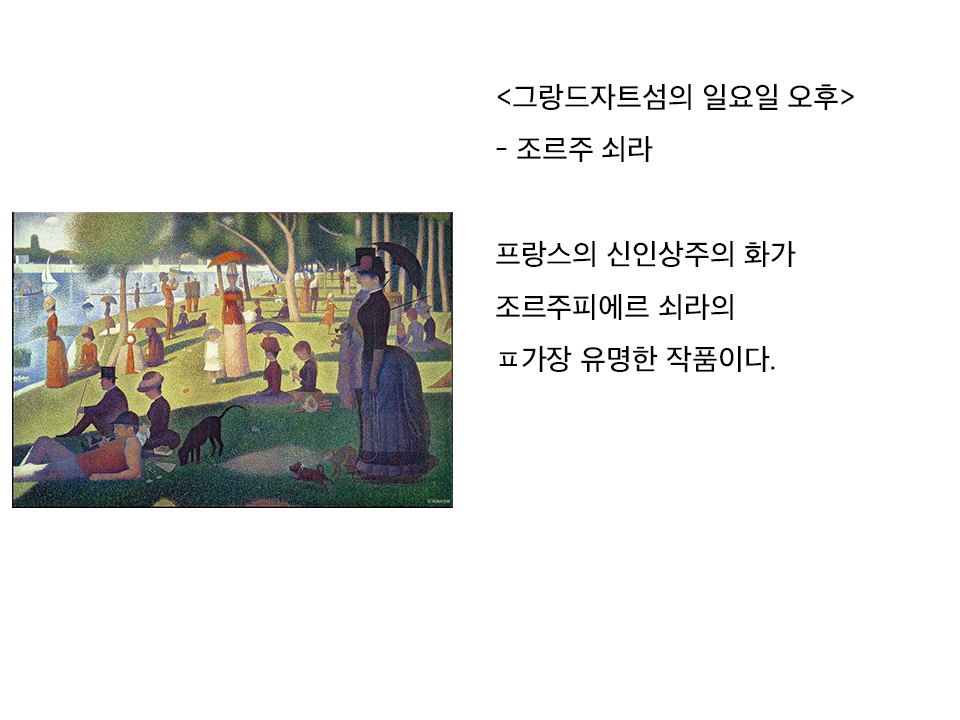 <그랑드자트섬의 일요일 오후>
- 조르주 쇠라
프랑스의 신인상주의 화가
조르주피에르 쇠라의
ㅍ가장 유명한 작품이다.